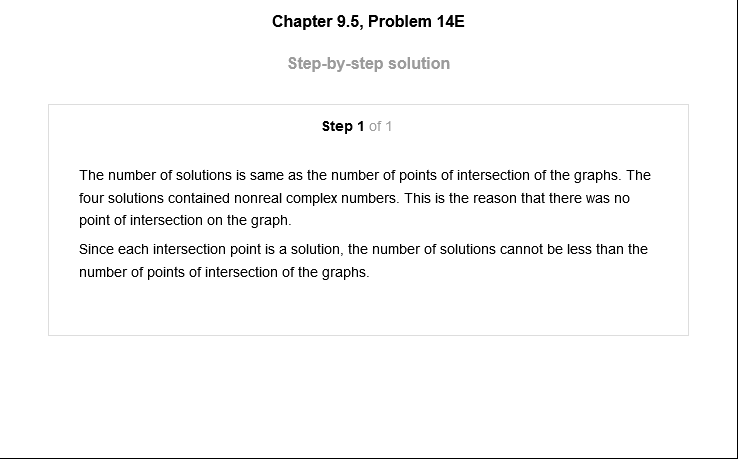 Chapter 9.5, Problem 14E
Step-by-step solution
Step 1 of 1
The number of solutions is same as the number of points of intersection of the graphs. The
four solutions contained nonreal complex numbers. This is the reason that there was no
point of intersection on the graph.
Since each intersection point is a solution, the number of solutions cannot be less than the
number of points of intersection of the graphs.